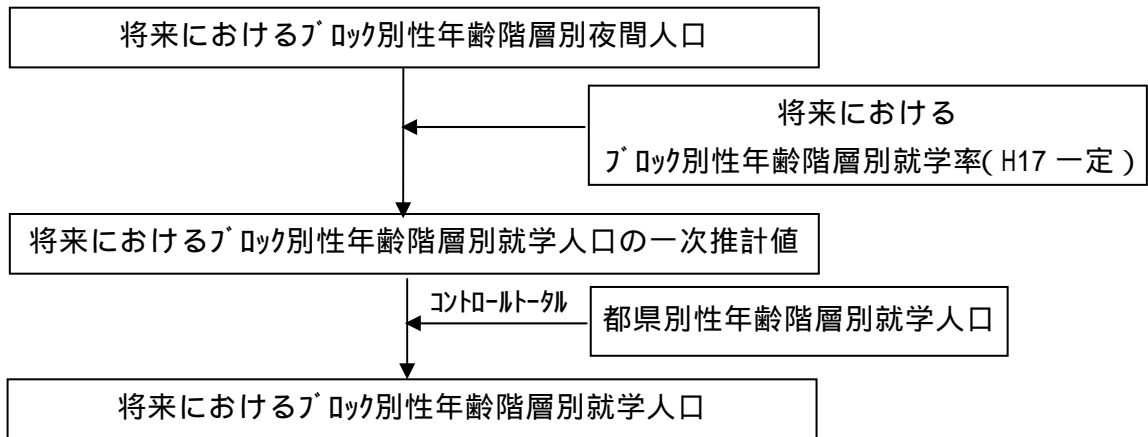 将来におけるﾌﾞﾛｯｸ別性年齢階層別夜間人口
将来における
ﾌﾞﾛｯｸ別性年齢階層別就学率(H17 一定)
将来におけるﾌﾞﾛｯｸ別性年齢階層別就学人口の一次推計値
ｺﾝﾄﾛｰﾙﾄｰﾀﾙ
都県別性年齢階層別就学人口
将来におけるﾌﾞﾛｯｸ別性年齢階層別就学人口